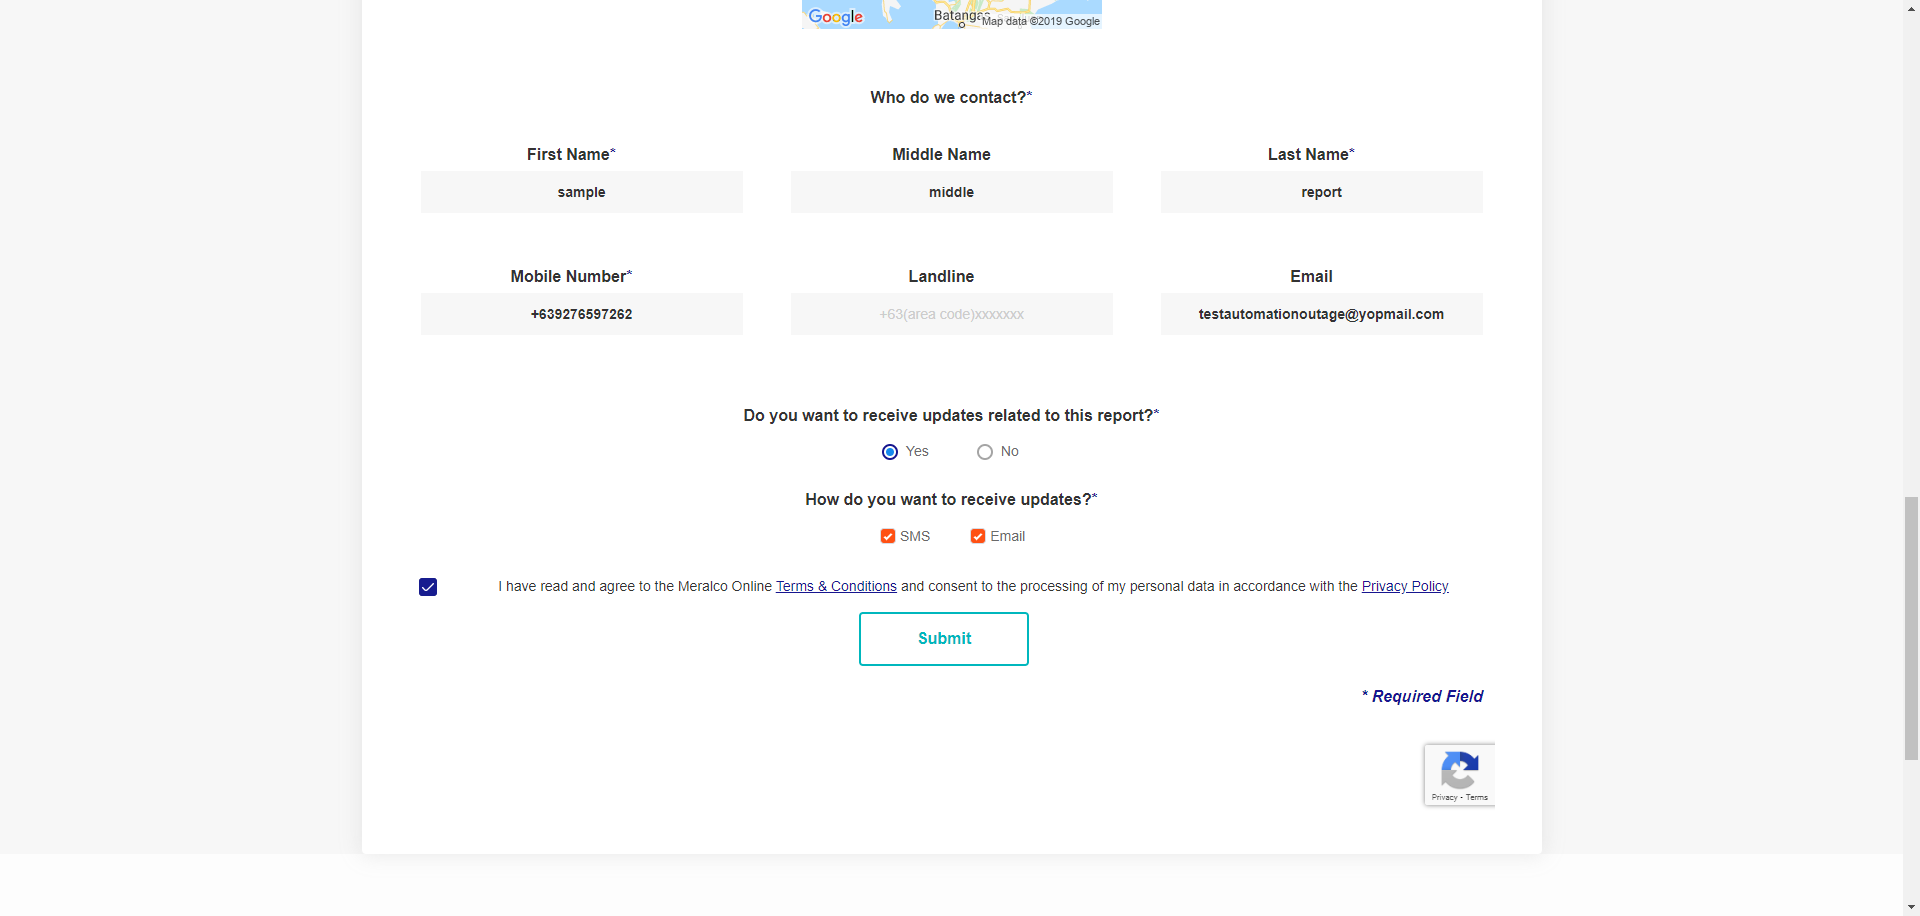 Google
Batangas
Map data ©2019 Google
Who do we contact?*
First Name*
Middle Name
Last Name*
sample
middle
report
Mobile Number*
Landline
Email
+639276597262
+63(area code)xxxxxxx
testautomationoutage@yopmail.com
Do you want to receive updates related to this report?*
Yes
No
How do you want to receive updates?*
SMS
Email
I have read and agree to the Meralco Online Terms & Conditions and consent to the processing of my personal data in accordance with the Privacy Policy
Submit
* Required Field
Privacy - Terms